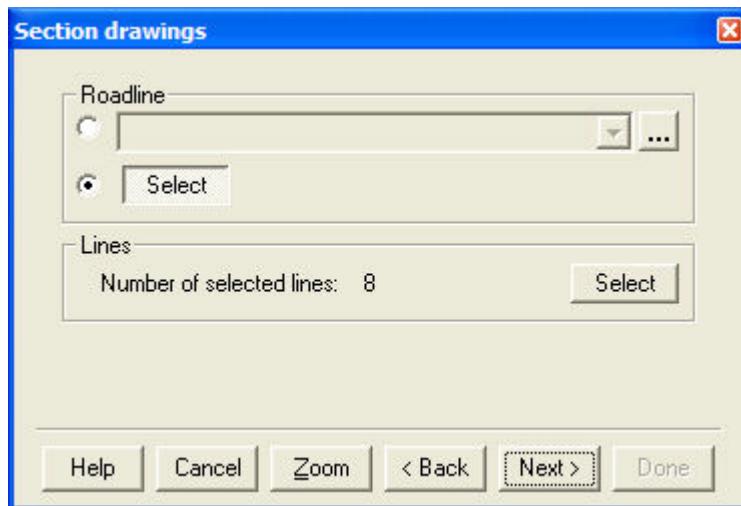 Section drawings
Roadline
...
Select
Lines
Number of selected lines: 8 Select
Help Cancel Zoom < Back Next > Done